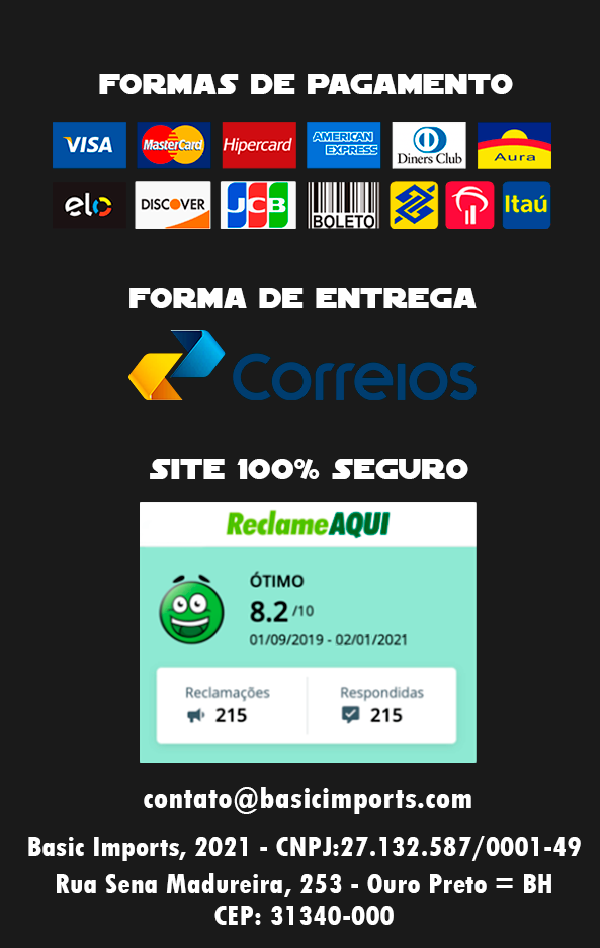 FORMAS DE PAGAMENTO
VISA MasterCard Hipercard AMERICAN EXPRESS Diners Club Aura
elo DISCOVER JCB BOLETO Itaú
FORMA DE ENTREGA
Correios
SITE 100% SEGURO
ReclameAQUI
ÓTIMO
8.2 /10
01/09/2019 - 02/01/2021
Reclamações Respondidas
215 215
contato@basicimports.com
Basic Imports, 2021 - CNPJ:27.132.587/0001-49
Rua Sena Madureira, 253 - Ouro Preto = BH
CEP: 31340-000